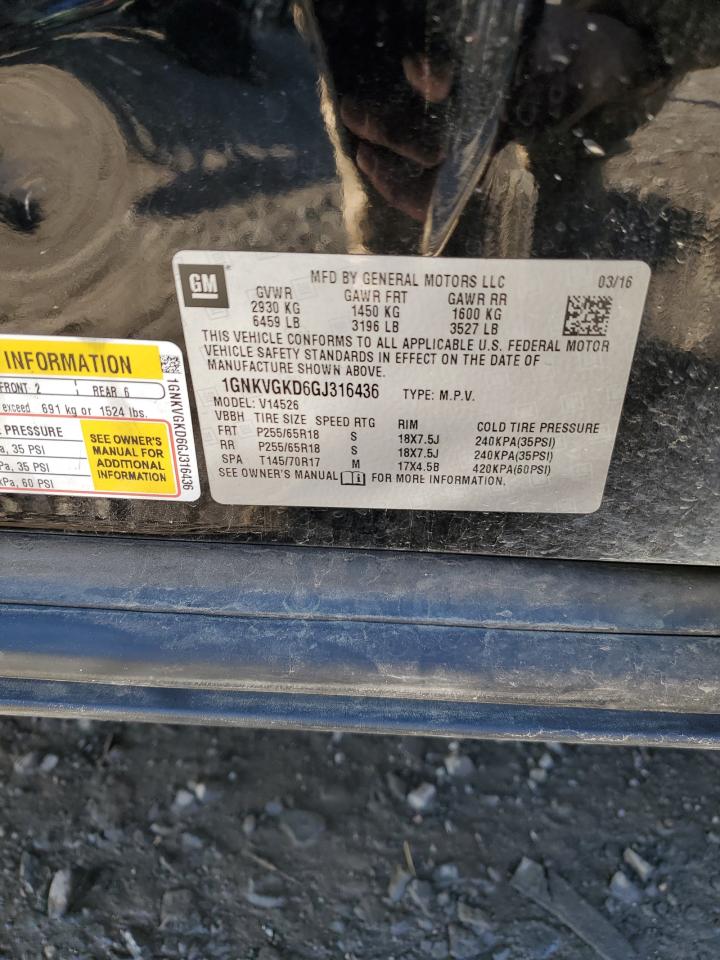 GM
MFD BY GENERAL MOTORS LLC 03/16
GVWR GAWR FRT GAWR RR
2930 KG 1450 KG 1600 KG
6459 LB 3196 LB 3527 LB
THIS VEHICLE CONFORMS TO ALL APPLICABLE U.S. FEDERAL MOTOR
VEHICLE SAFETY STANDARDS IN EFFECT ON THE DATE OF
MANUFACTURE SHOWN ABOVE.
1GNKVGKD6GJ316436 TYPE: M.P.V.
MODEL: V14526
VBBH TIRE SIZE SPEED RTG RIM COLD TIRE PRESSURE
FRT P255/65R18 S 18X7.5J 240KPA(35PSI)
RR P255/65R18 S 18X7.5J 240KPA(35PSI)
SPA T145/70R17 M 17X4.5B 420KPA(60PSI)
SEE OWNER'S MANUAL i FOR MORE INFORMATION.
INFORMATION
FRONT 2 REAR 6
exceed 691 kg or 1524 lbs.
PRESSURE
Pa, 35 PSI
Pa, 35 PSI
kPa, 60 PSI
SEE OWNER'S
MANUAL FOR
ADDITIONAL
INFORMATION
1GNKVGKD6GJ316436